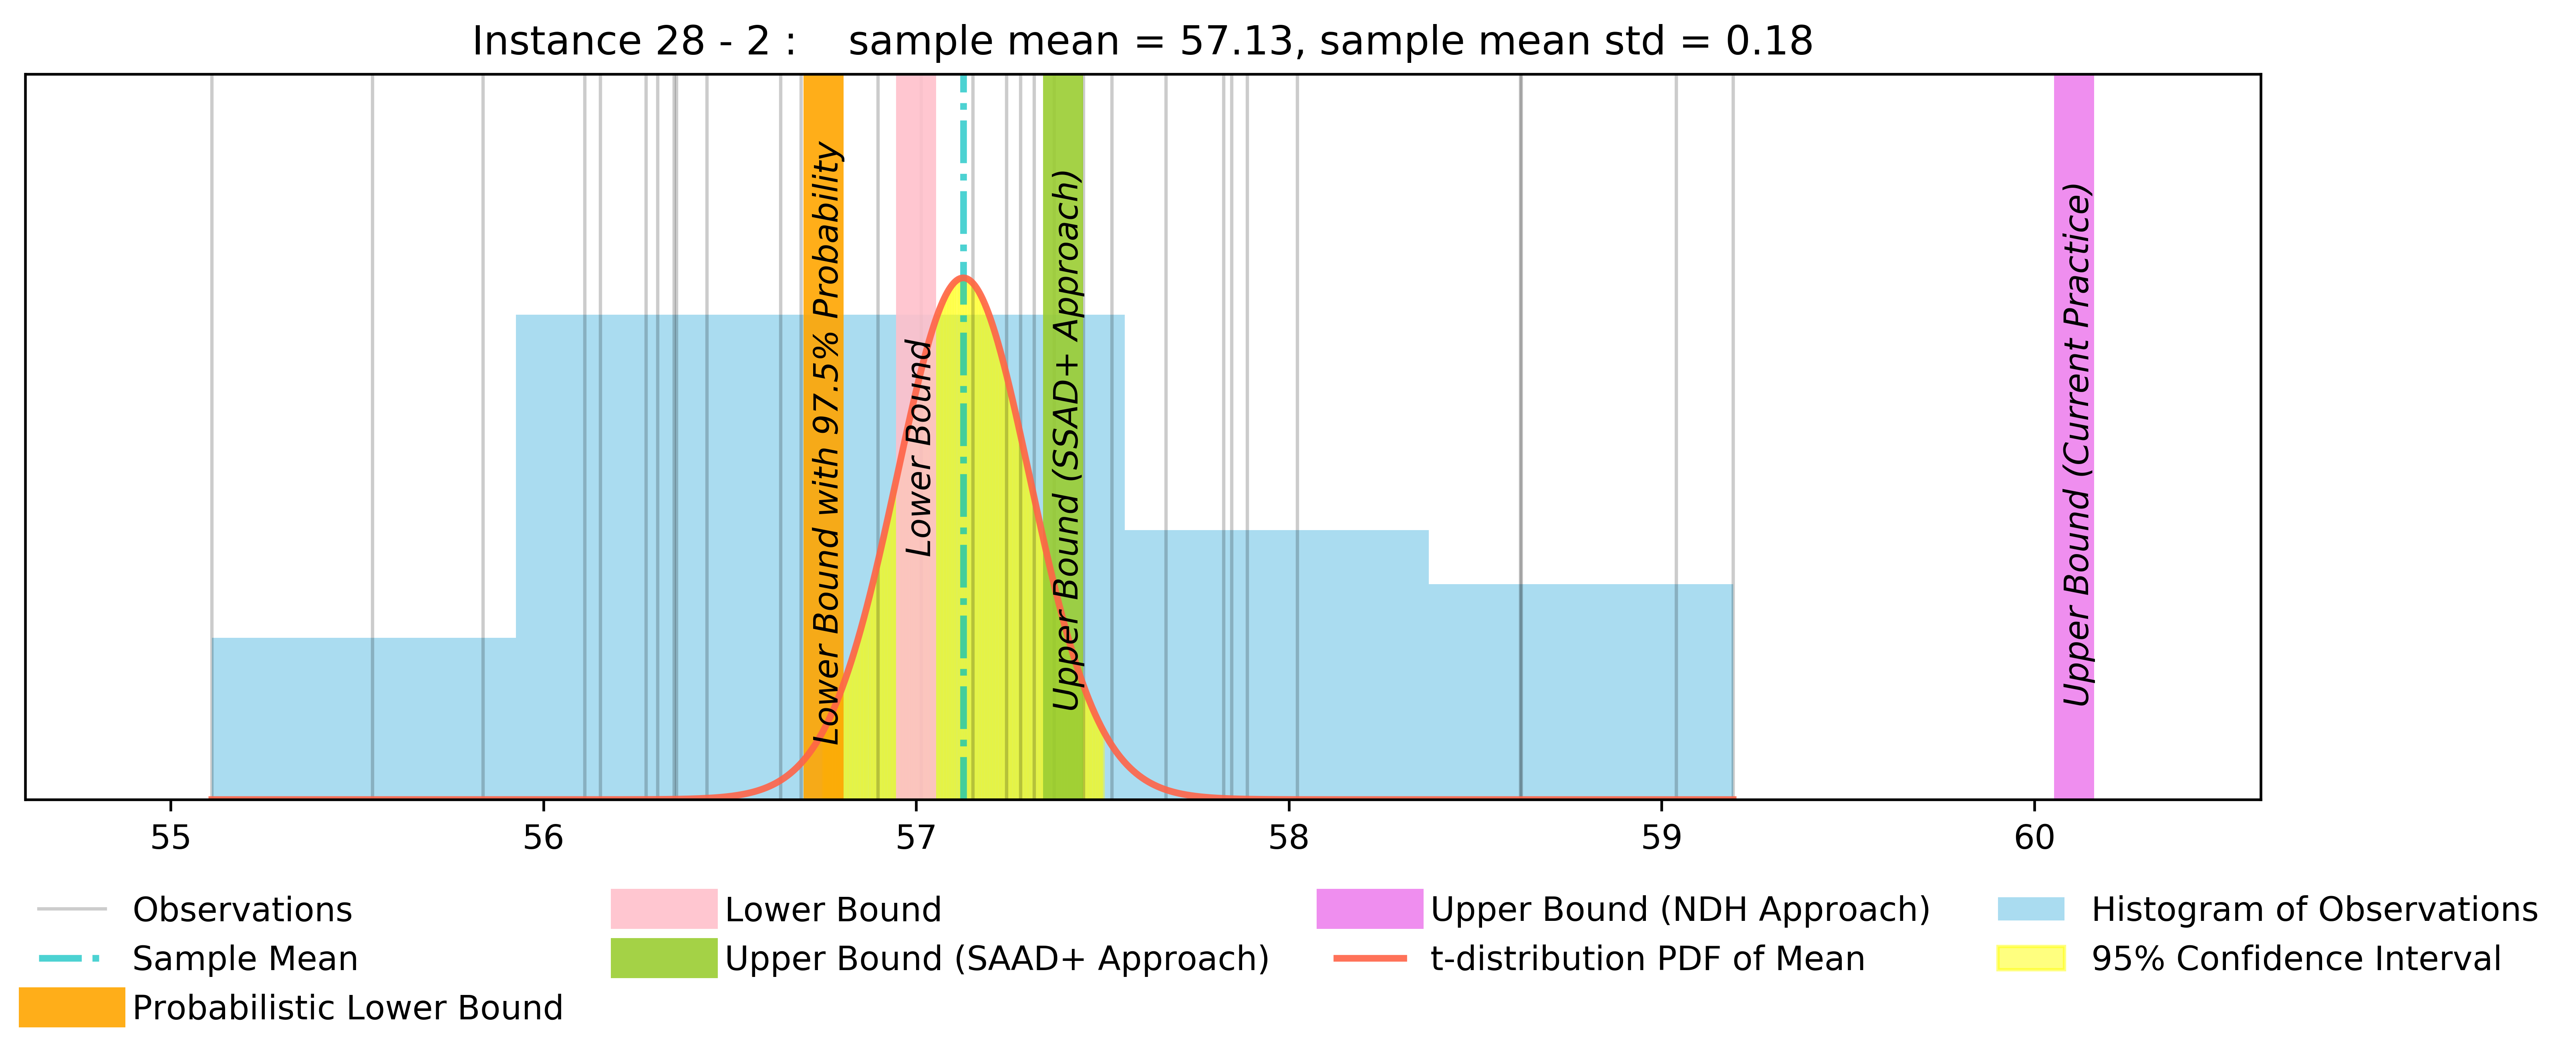 Instance 28 - 2 :    sample mean = 57.13, sample mean std = 0.18
Lower Bound with 97.5% Probability
Lower Bound
Upper Bound (SSAD+ Approach)
Upper Bound (Current Practice)
55 56 57 58 59 60
Observations
Sample Mean
Probabilistic Lower Bound
Lower Bound
Upper Bound (SAAD+ Approach)
Upper Bound (NDH Approach)
t-distribution PDF of Mean
Histogram of Observations
95% Confidence Interval